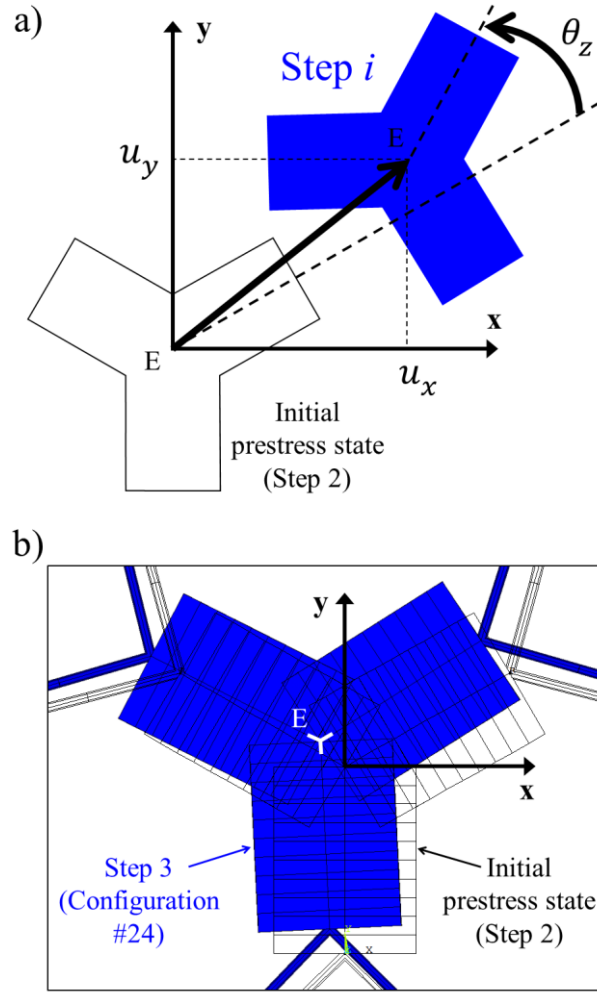 a)
y
Step i
θz
E
uy
x
E
ux
Initial
prestress state
(Step 2)
b)
y
E
x
Step 3
(Configuration
#24)
Initial
prestress state
(Step 2)
x